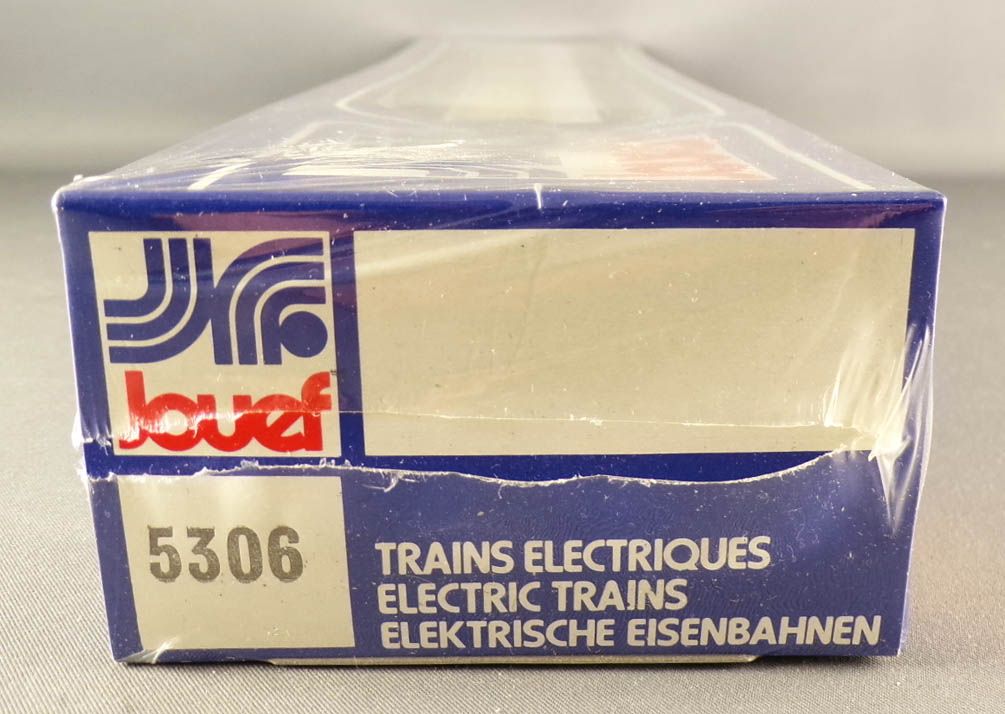 Jouef
5306
TRAINS ELECTRIQUES
ELECTRIC TRAINS
ELEKTRISCHE EISENBAHNEN